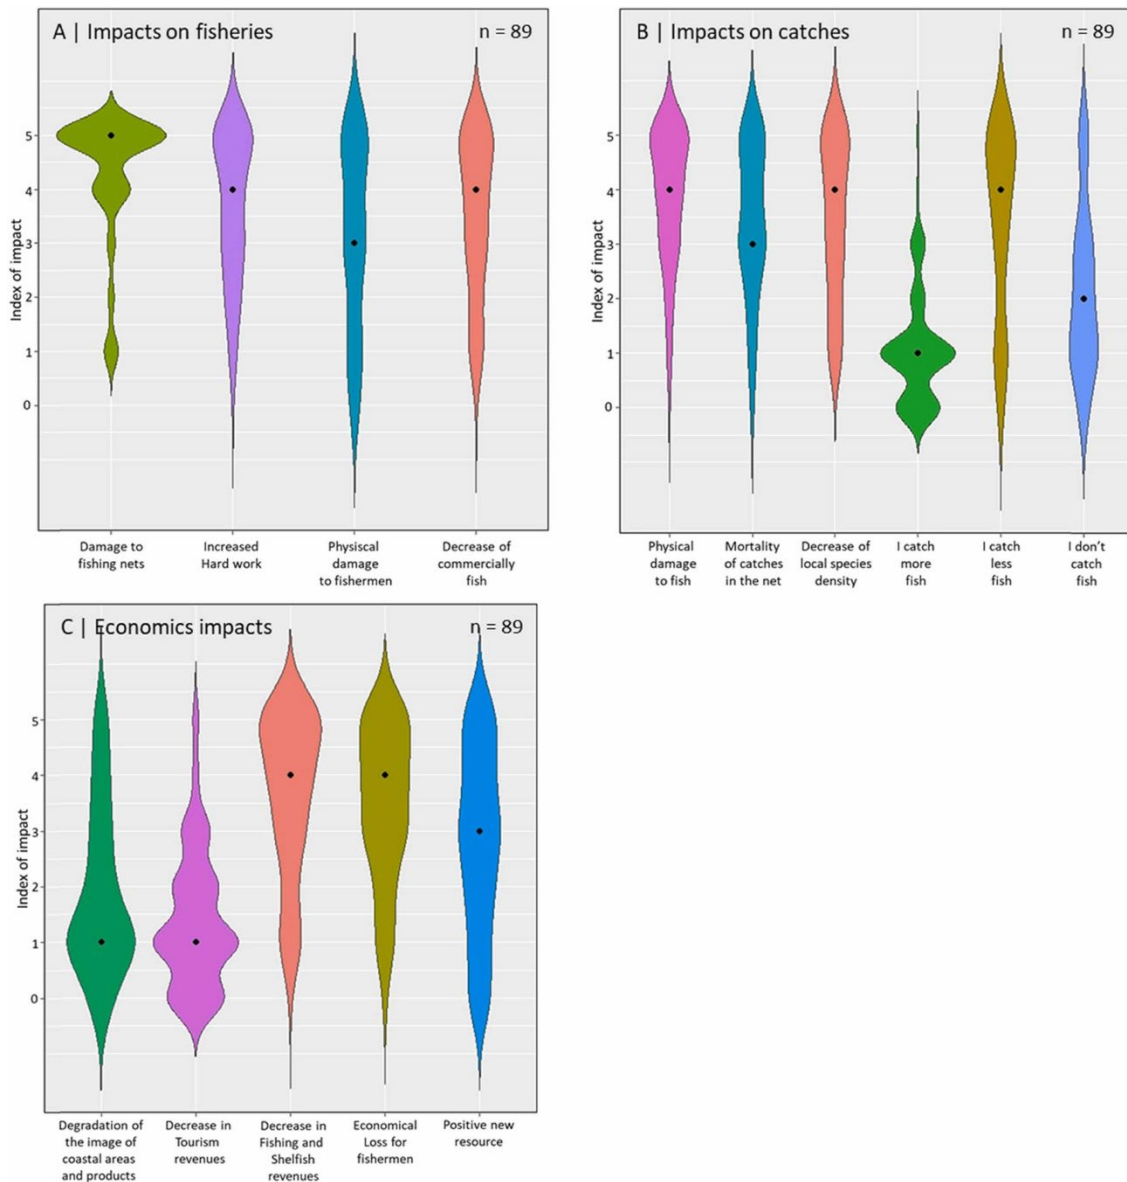 A | Impacts on fisheries
n = 89
Index of impact
5
4
3
2
1
0
Damage to
fishing nets
Increased
Hard work
Physical
damage
to fishermen
Decrease of
commercially
fish
B | Impacts on catches
n = 89
Index of impact
5
4
3
2
1
0
Physical
damage
to fish
Mortality
of catches
in the net
Decrease of
local species
density
I catch
more
fish
I catch
less
fish
I don't
catch
fish
C | Economics impacts
n = 89
Index of impact
5
4
3
2
1
0
Degradation of
the image of
coastal areas
and products
Decrease in
Tourism
revenues
Decrease in
Fishing and
Shelfish
revenues
Economical
Loss for
fishermen
Positive new
resource